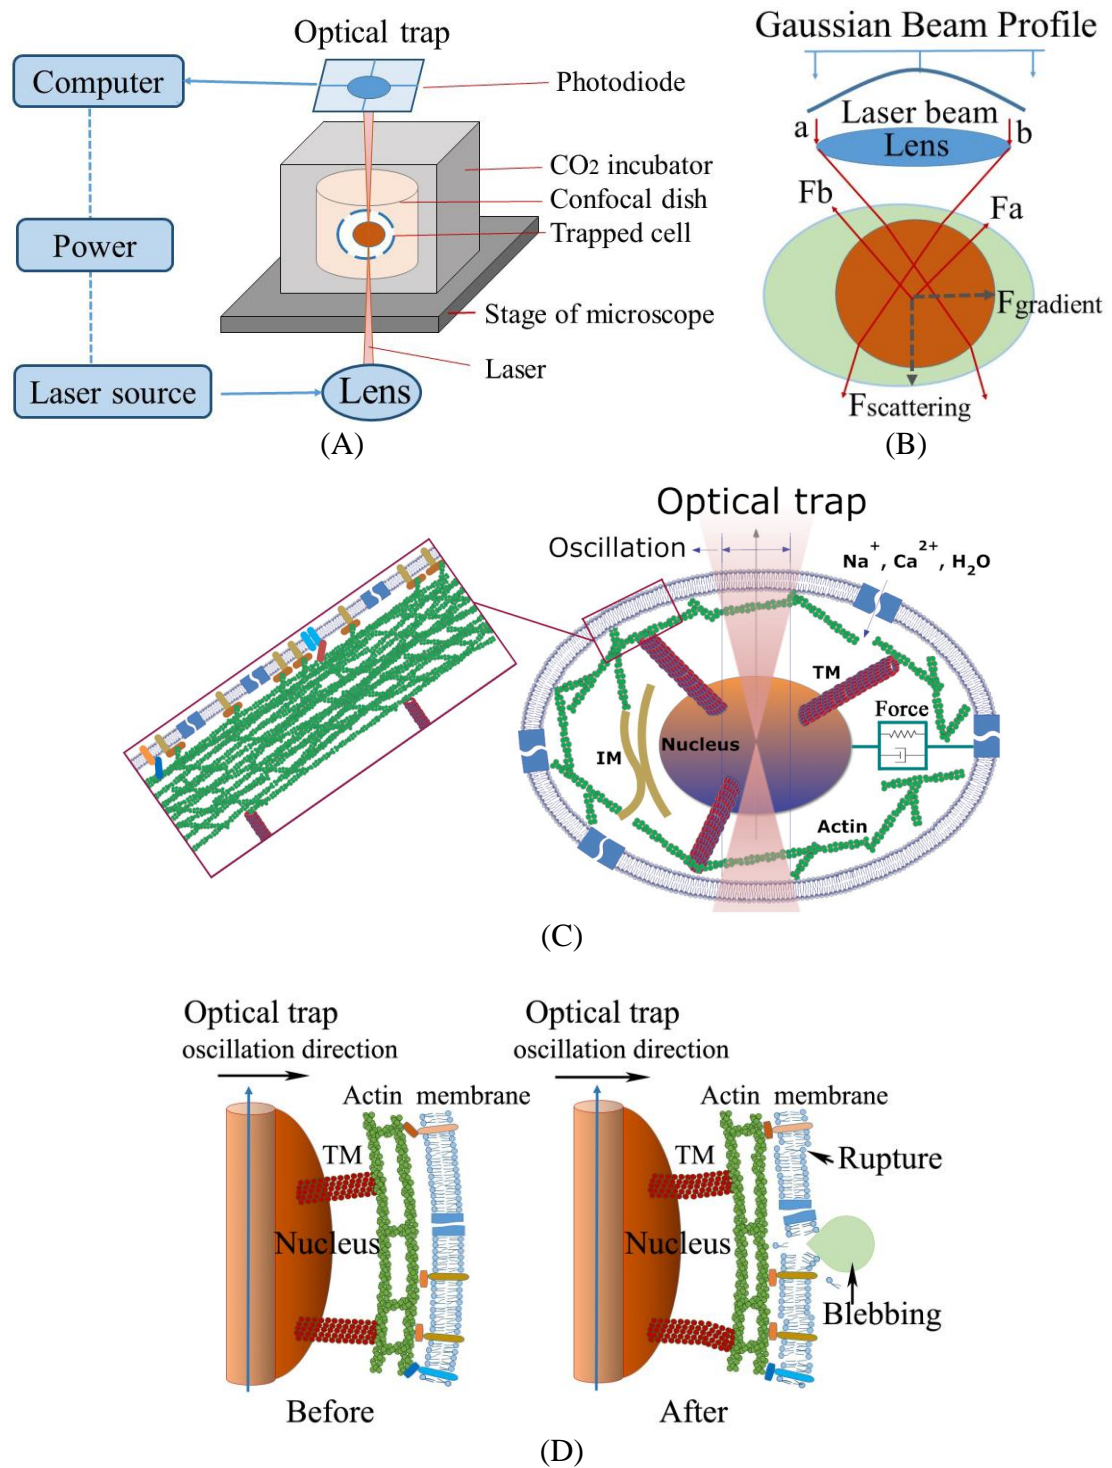 Optical trap
Computer
Photodiode
CO2 incubator
Confocal dish
Trapped cell
Power
Stage of microscope
Laser
Laser source
Lens
(A)
Gaussian Beam Profile
Laser beam
a
b
Lens
Fb
Fa
Fgradient
Fscattering
(B)
Optical trap
Oscillation
Na+, Ca2+, H2O
TM
Force
IM
Nucleus
Actin
(C)
Optical trap
oscillation direction
Actin membrane
TM
Nucleus
Before
Optical trap
oscillation direction
Actin membrane
TM
Rupture
Nucleus
Blebbing
After
(D)